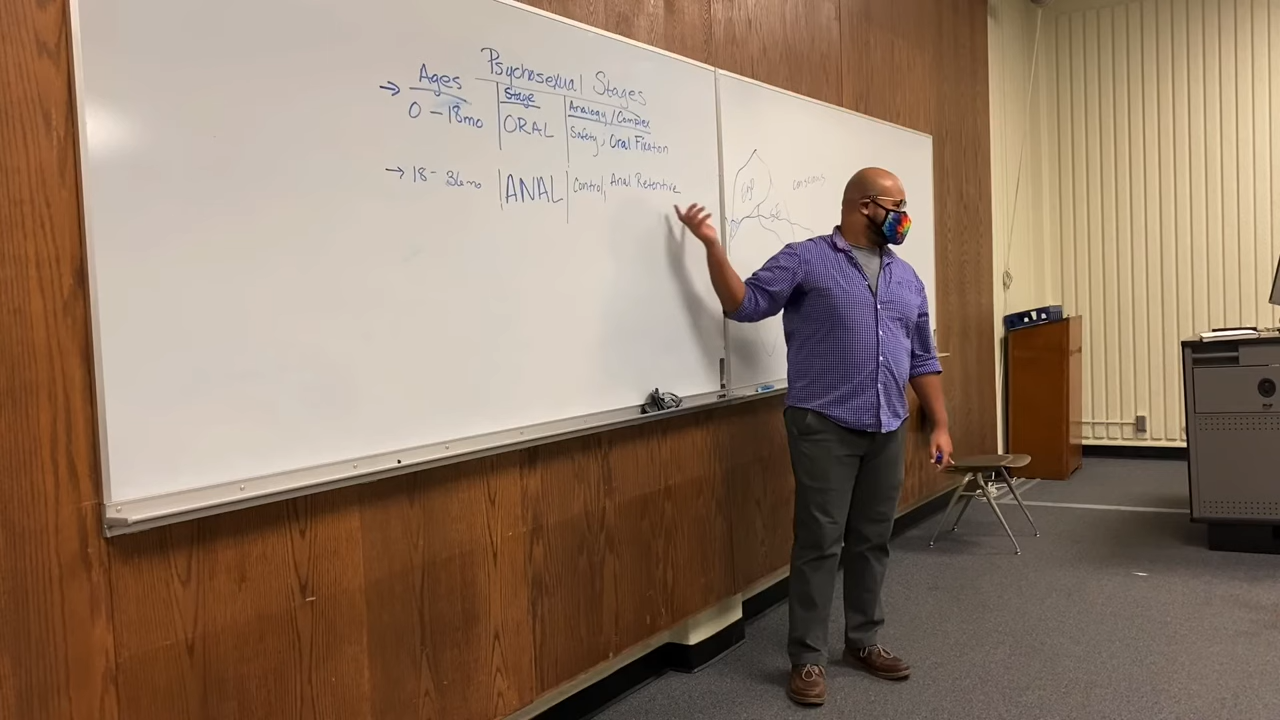 Psychosexual Stages
→ Ages | Stage | Analogy / Complex
0 - 18mo | ORAL | Safety, Oral Fixation
→ 18 - 36mo | ANAL | Control, Anal Retentive